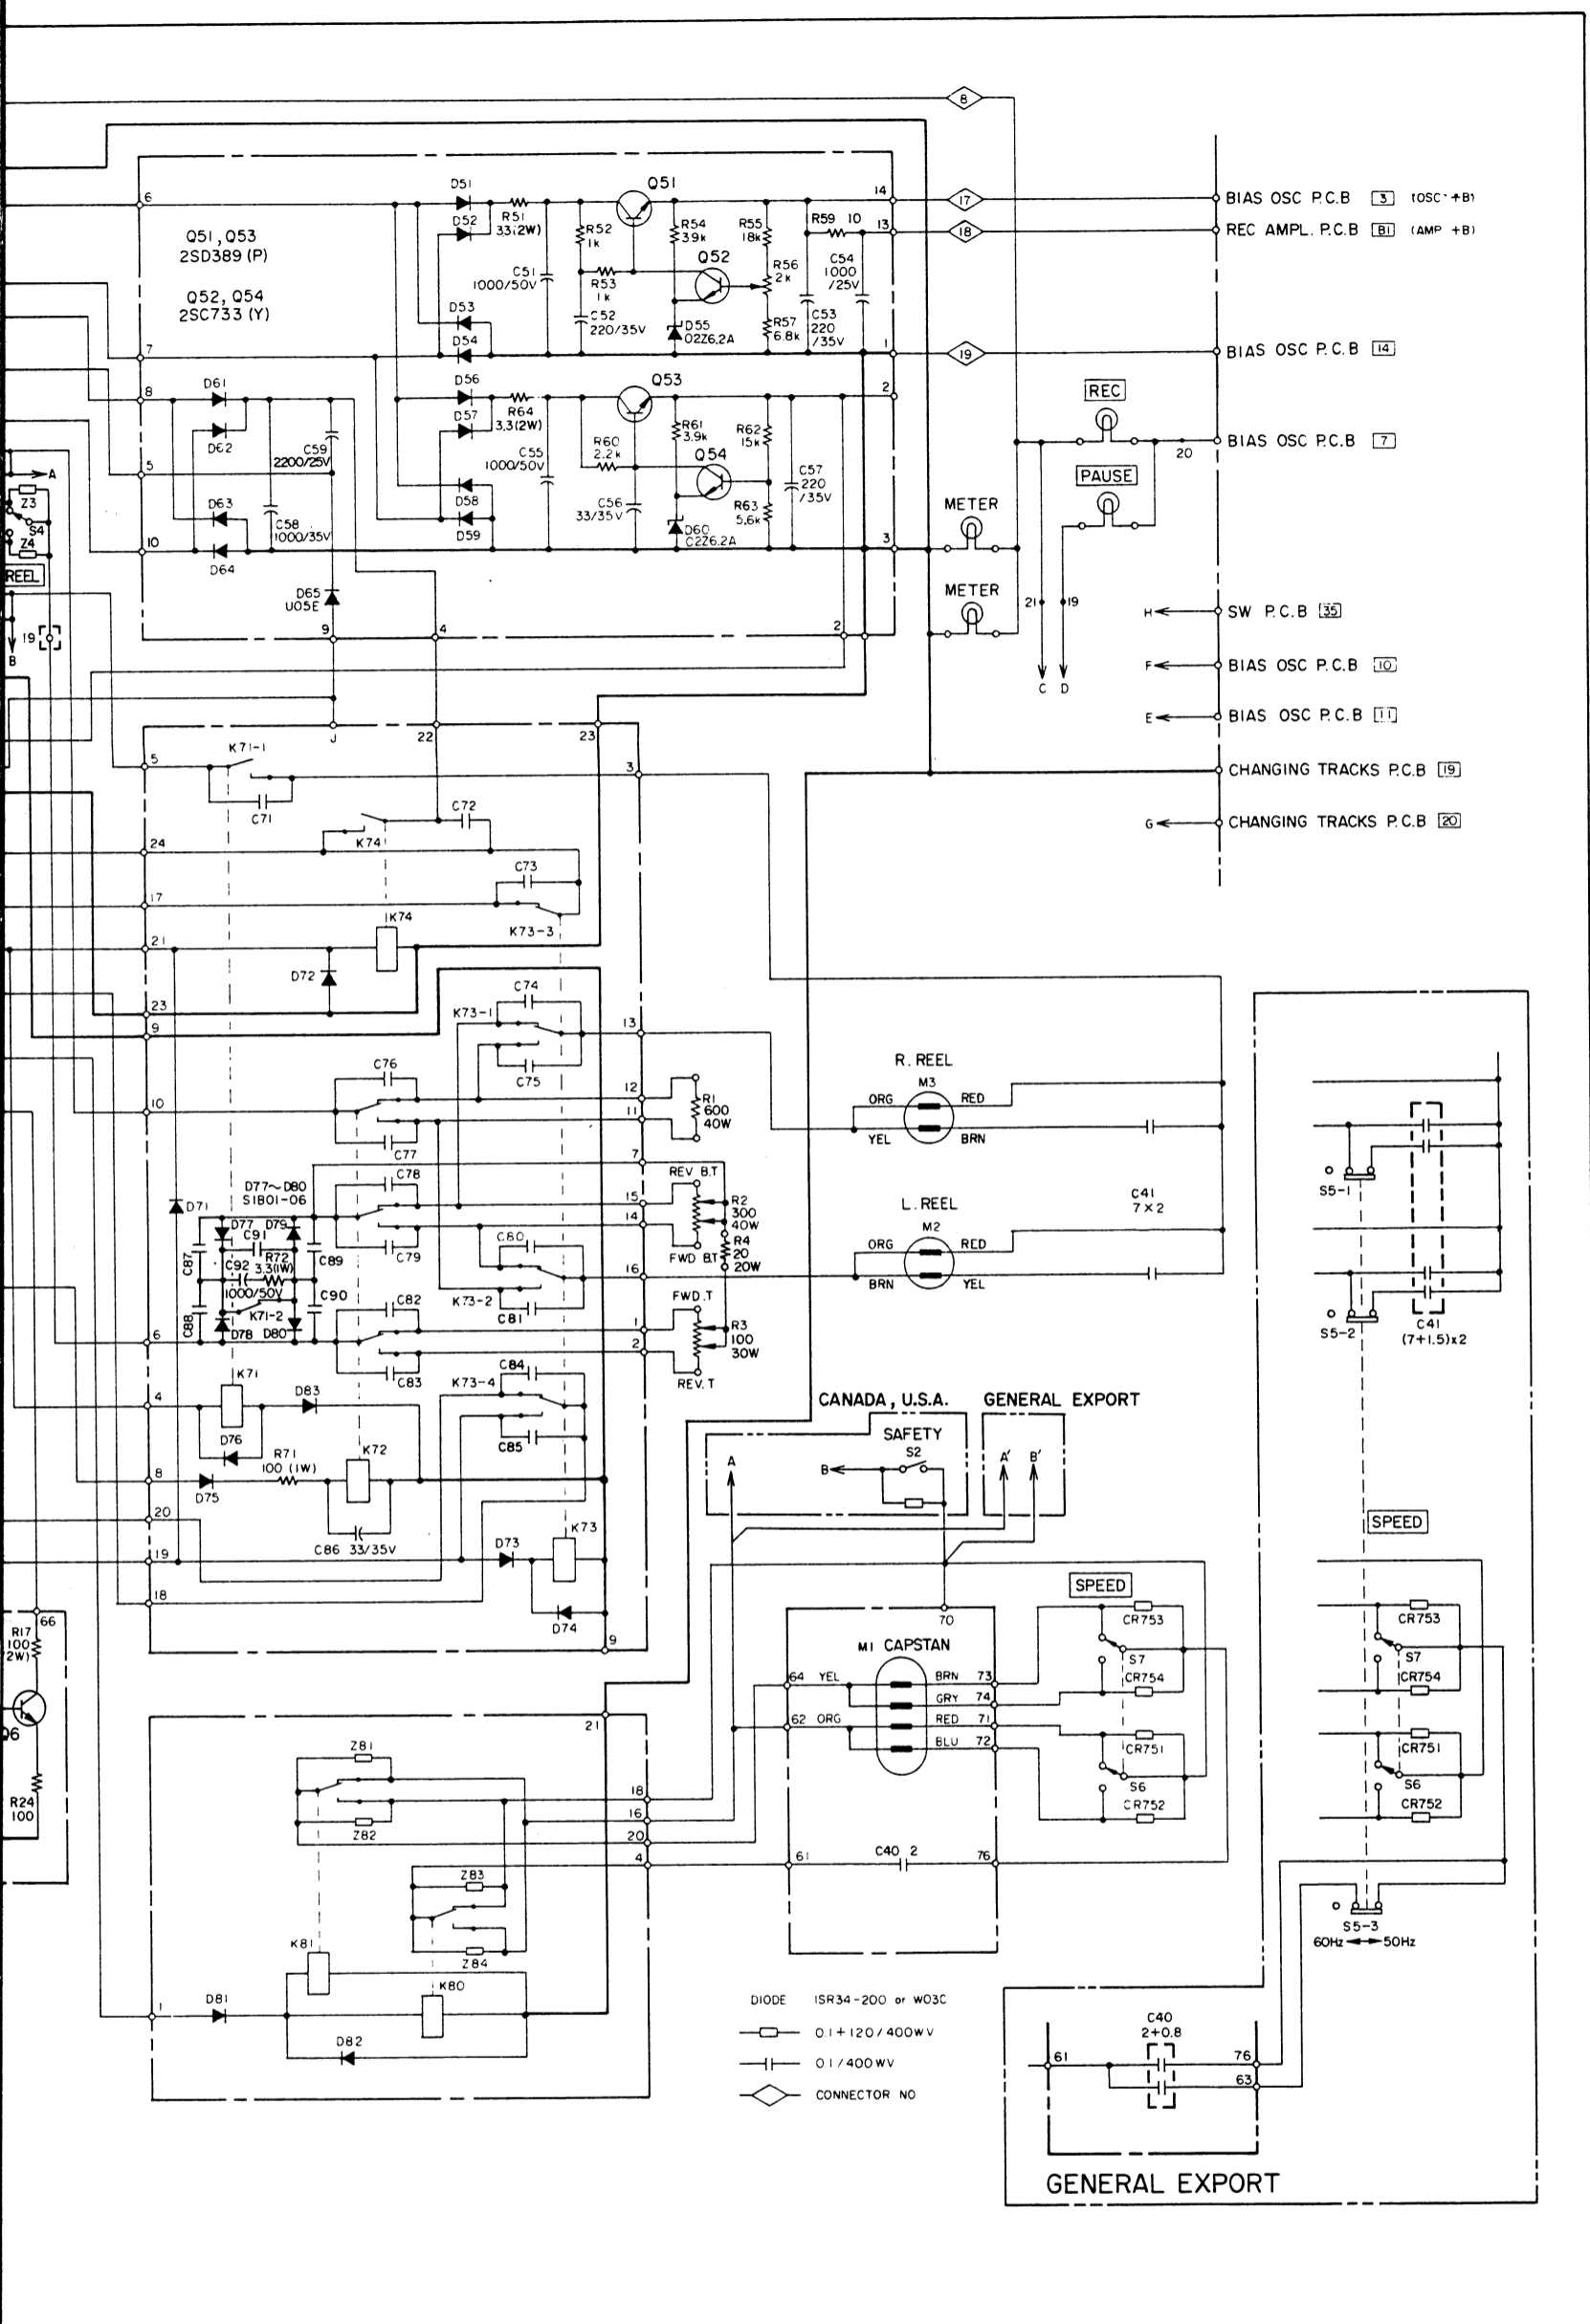 8
6
Q51, Q53
2SD389 (P)
Q52, Q54
2SC733 (Y)
D51
D52
R51
33(2W)
C51
1000/50V
R52
1k
R53
1k
C52
220/35V
Q51
R54
39k
Q52
D55
02Z6.2A
R55
18k
R56
2k
R57
6.8k
R59 10
C54
1000
/25V
C53
220
/35V
14
13
17
18
BIAS OSC P.C.B 3 (OSC +B)
REC AMPL. P.C.B B1 (AMP +B)
D53
D54
7
1
19
BIAS OSC P.C.B 14
8
D61
D62
C59
2200/25V
5
A
Z3
S4
Z4
REEL
D63
D64
C58
1000/35V
10
D56
D57
R64
3.3(2W)
C55
1000/50V
D58
D59
R60
2.2k
C56
33/35V
Q53
R61
3.9k
Q54
D60
R62
15k
R63
5.6k
C57
220
/35V
2
3
REC
BIAS OSC P.C.B 7
20
PAUSE
METER
METER
D65
U05E
9
4
2
19
B
21
19
C D
H SW P.C.B 35
F BIAS OSC P.C.B 10
E BIAS OSC P.C.B 11
CHANGING TRACKS P.C.B 19
G CHANGING TRACKS P.C.B 20
J
22
23
5
K71-1
C71
3
C72
K74
24
C73
17
K73-3
K74
21
D72
23
9
C74
K73-1
13
C75
C76
10
12
11
C77
R1
600
40W
R. REEL
M3
ORG
RED
YEL
BRN
7
C78
REV B.T
D77~D80
S1B01-06
D71
D77
D79
C91
R72
3.3(1W)
C92
1000/50V
C87
C89
C88
C90
K71-2
D78
D80
15
14
C79
C80
R2
300
40W
R4
20
20W
FWD B.T
16
K73-2
C81
L. REEL
M2
ORG
RED
BRN
YEL
C41
7×2
FWD.T
C82
1
2
6
C83
R3
100
30W
REV. T
C84
K73-4
C85
K71
D83
4
D76
R71
100 (1W)
K72
8
D75
20
C86 33/35V
19
D73
K73
18
D74
9
S5-1
S5-2
C41
(7+1.5)x2
CANADA, U.S.A.
GENERAL EXPORT
SAFETY
S2
A
B
A'
B'
SPEED
66
R17
100
2W)
R24
100
21
Z81
Z82
18
16
20
4
Z83
Z84
K81
K80
1
D81
D82
70
M1 CAPSTAN
64 YEL
BRN 73
GRY 74
62 ORG
RED 71
BLU 72
61
C40 2
76
SPEED
CR753
S7
CR754
CR751
S6
CR752
CR753
S7
CR754
CR751
S6
CR752
S5-3
60Hz 50Hz
DIODE 1SR34-200 or W03C
0.1+120/400WV
0.1/400WV
CONNECTOR NO
C40
2+0.8
61
76
63
GENERAL EXPORT